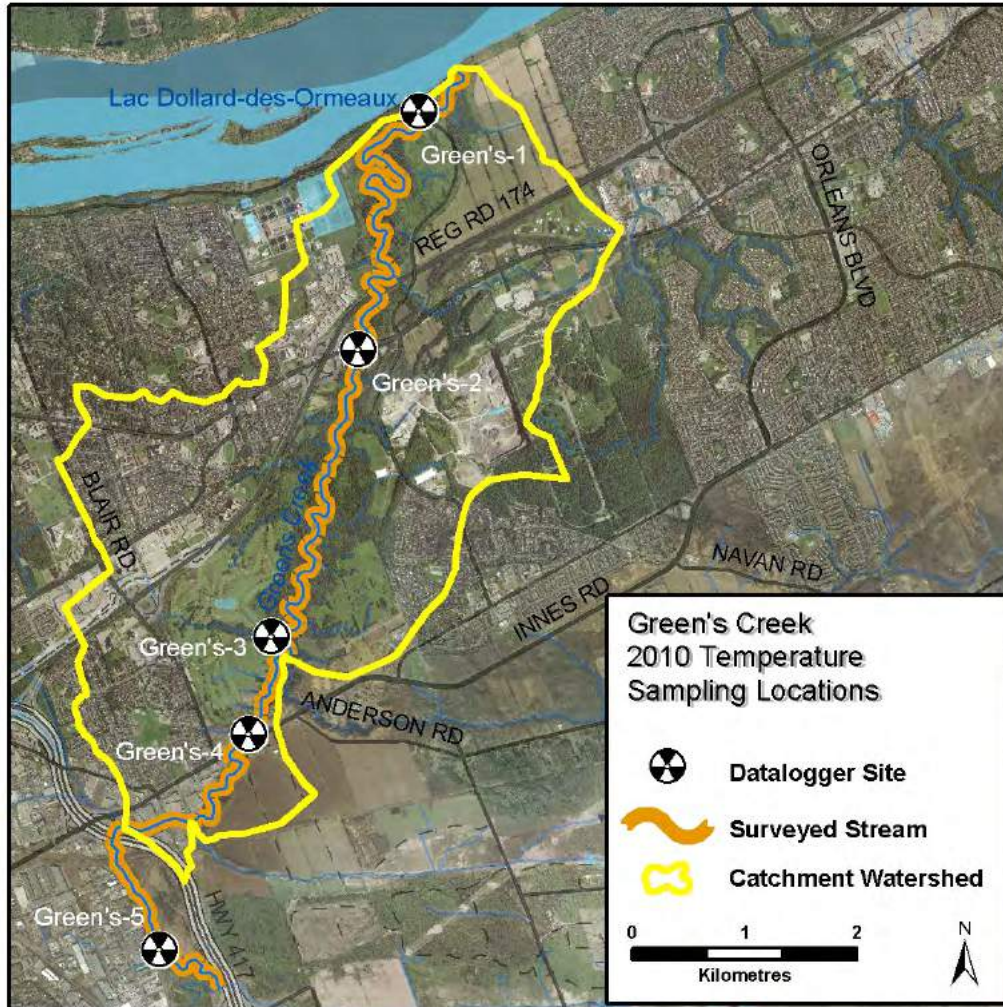 Lac Dollard-des-Ormeaux
Green's-1
ORLEANS BLVD
REG RD 174
Green's-2
BLAIR RD
Greens Creek
NAVAN RD
INNES RD
Green's-3
ANDERSON RD
Green's-4
Green's-5
HWY 417
Green's Creek
2010 Temperature
Sampling Locations
Datalogger Site
Surveyed Stream
Catchment Watershed
0 1 2
Kilometres
N